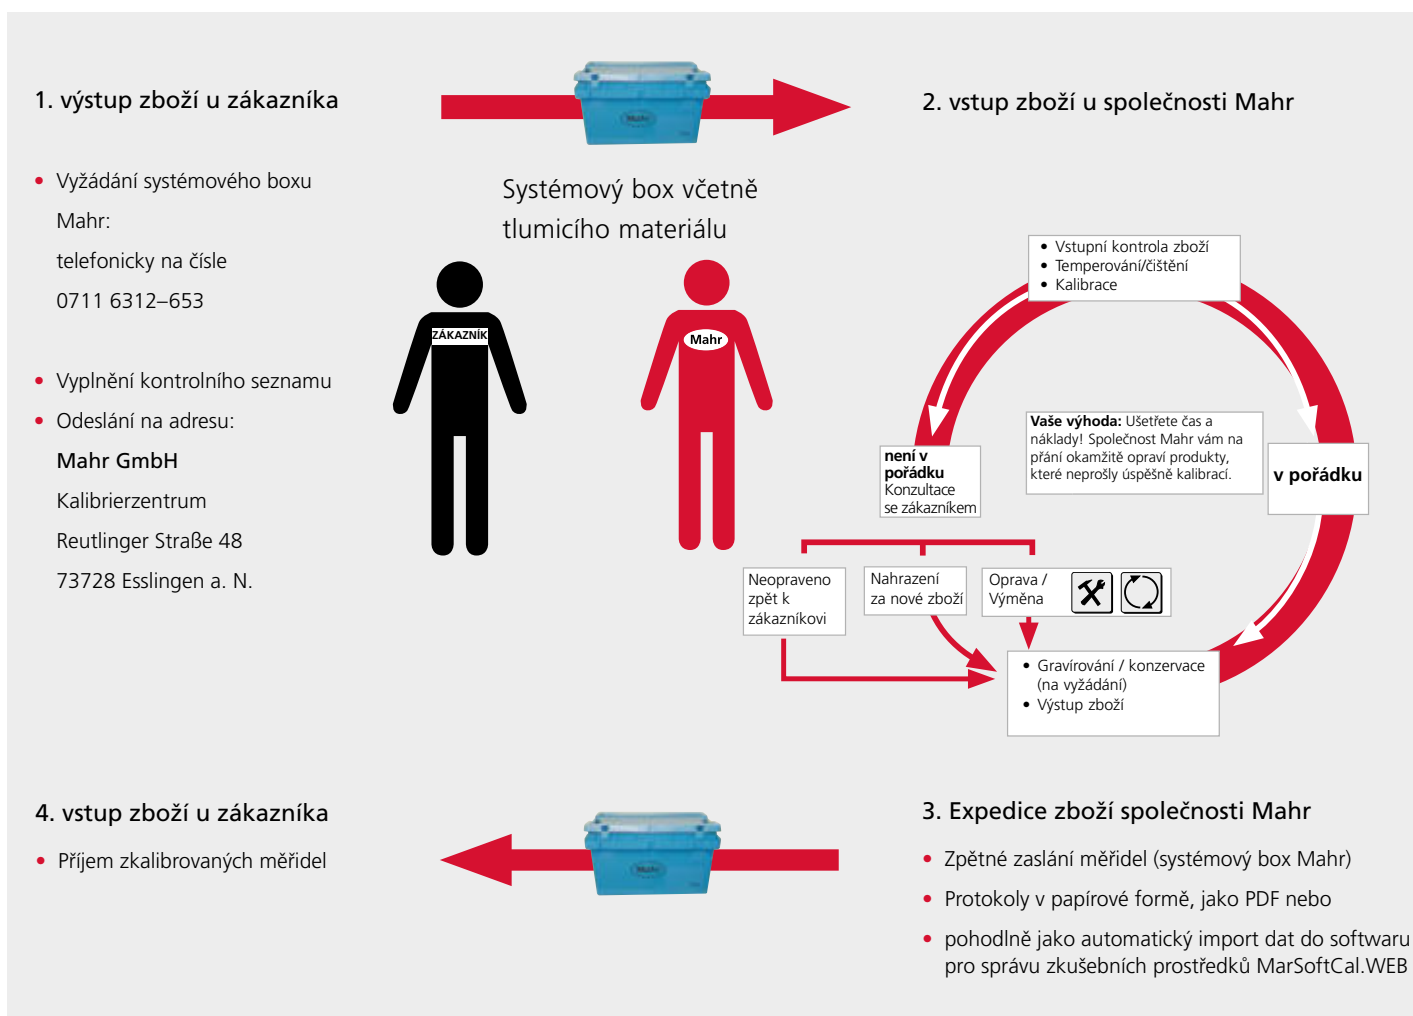 1. výstup zboží u zákazníka
• Vyžádání systémového boxu
Mahr:
telefonicky na čísle
0711 6312–653
• Vyplnění kontrolního seznamu
• Odeslání na adresu:
Mahr GmbH
Kalibrierzentrum
Reutlinger Straße 48
73728 Esslingen a. N.
Mahr
Systémový box včetně
tlumicího materiálu
ZÁKAZNÍK
Mahr
2. vstup zboží u společnosti Mahr
• Vstupní kontrola zboží
• Temperování/čištění
• Kalibrace
Vaše výhoda: Ušetřete čas a
náklady! Společnost Mahr vám na
přání okamžitě opraví produkty,
které neprošly úspěšně kalibrací.
není v
pořádku
Konzultace
se zákazníkem
v pořádku
Neopraveno
zpět k
zákazníkovi
Nahrazení
za nové zboží
Oprava /
Výměna
• Gravírování / konzervace
(na vyžádání)
• Výstup zboží
3. Expedice zboží společnosti Mahr
• Zpětné zaslání měřidel (systémový box Mahr)
• Protokoly v papírové formě, jako PDF nebo
• pohodlně jako automatický import dat do softwaru
pro správu zkušebních prostředků MarSoftCal.WEB
Mahr
4. vstup zboží u zákazníka
• Příjem zkalibrovaných měřidel